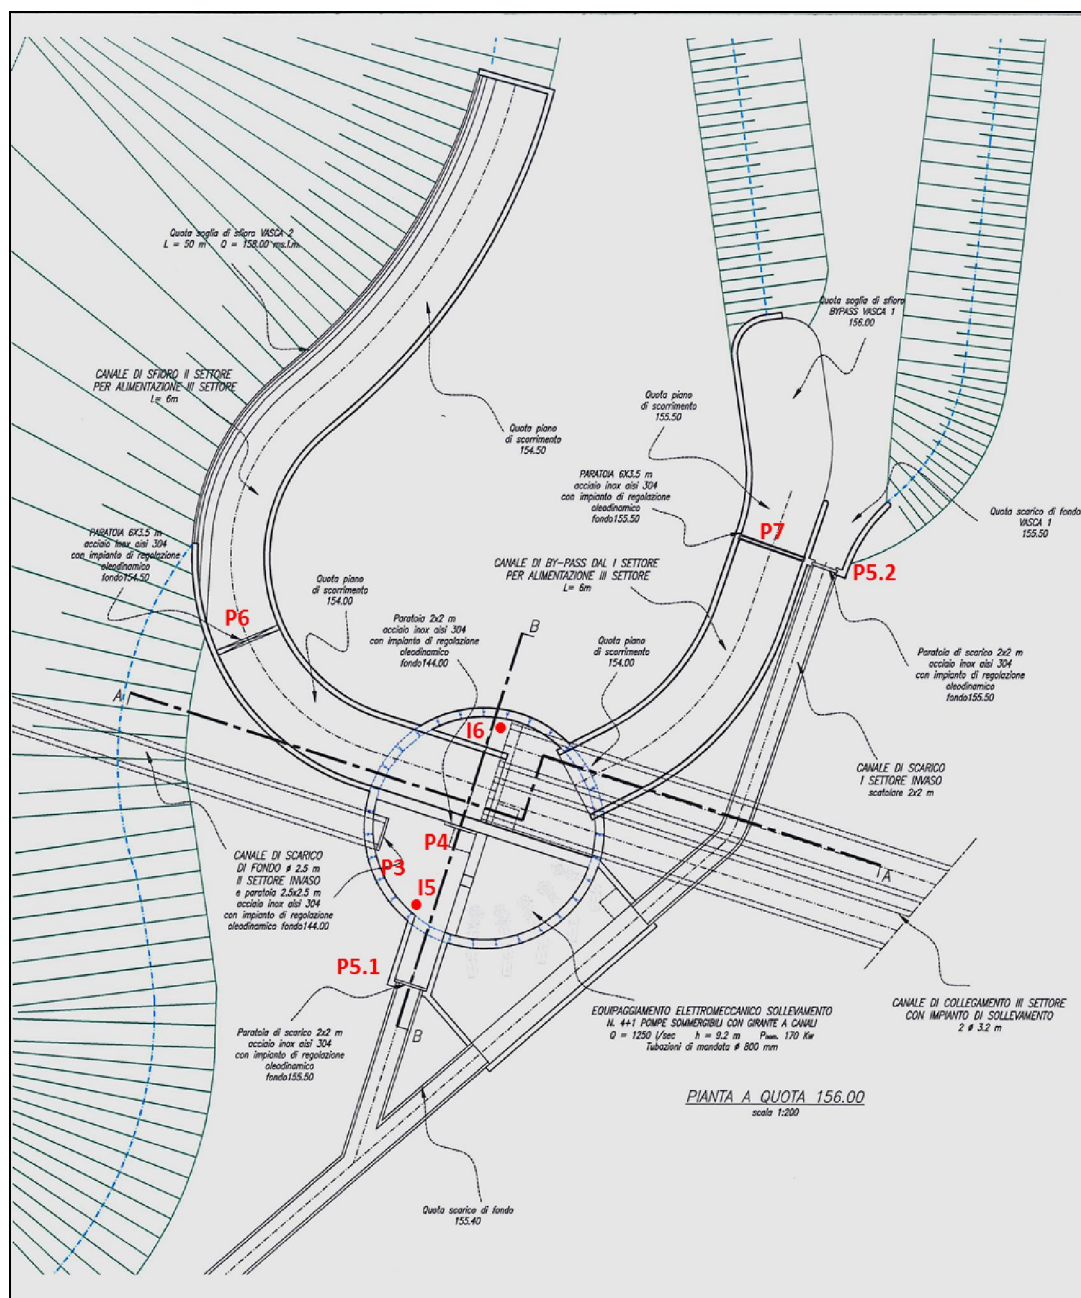 Quota soglia di sfioro VASCA 2
L = 50 m Q = 158.00 ms.l.m.
Quota soglia di sfioro
BYPASS VASCA 1
156.00
CANALE DI SFIORO II SETTORE
PER ALIMENTAZIONE III SETTORE
l= 6m
Quota piano
di scorrimento
154.50
Quota piano
di scorrimento
155.50
PARATOIA 6X3.5 m
acciaio inox aisi 304
con impianto di regolazione
oleodinamico
fondo155.50
Quota scarico di fondo
VASCA 1
155.50
P7
P5.2
PARATOIA 6X3.5 m
acciaio inox aisi 304
con impianto di regolazione
oleodinamico
fondo154.50
P6
Quota piano
di scorrimento
154.00
CANALE DI BY-PASS DAL I SETTORE
PER ALIMENTAZIONE III SETTORE
L= 6m
Paratoia 2x2 m
acciaio inox aisi 304
con impianto di regolazione
oleodinamico
fondo144.00
B
Quota piano
di scorrimento
154.00
Paratoia di scarico 2x2 m
acciaio inox aisi 304
con impianto di regolazione
oleodinamico
fondo155.50
A
I6
CANALE DI SCARICO
I SETTORE INVASO
scatolare 2x2 m
P4
P3
A
CANALE DI SCARICO
DI FONDO ø 2.5 m
II SETTORE INVASO
e paratoia 2.5x2.5 m
acciaio inox aisi 304
con impianto di regolazione
oleodinamico fondo144.00
I5
P5.1
Paratoia di scarico 2x2 m
acciaio inox aisi 304
con impianto di regolazione
oleodinamico
fondo155.50
B
EQUIPAGGIAMENTO ELETTROMECCANICO SOLLEVAMENTO
N. 4+1 POMPE SOMMERGIBILI CON GIRANTE A CANALI
Q = 1250 l/sec h = 9.2 m 170 Kw
Tubazioni di mandata ø 800 mm
CANALE DI COLLEGAMENTO III SETTORE
CON IMPIANTO DI SOLLEVAMENTO
2 ø 3.2 m
PIANTA A QUOTA 156.00
scala 1:200
Quota scarico di fondo
155.40